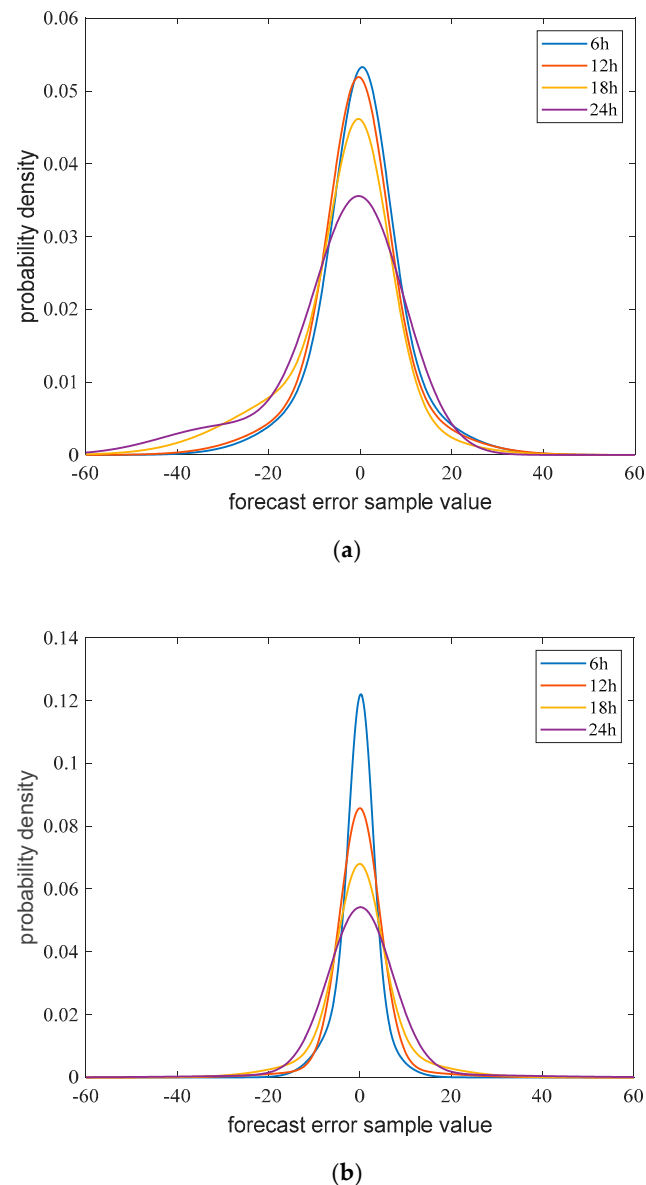 0.06
0.05
0.04
0.03
0.02
0.01
0
-60 -40 -20 0 20 40 60
probability density
forecast error sample value
6h
12h
18h
24h
(a)
0.14
0.12
0.1
0.08
0.06
0.04
0.02
0
-60 -40 -20 0 20 40 60
probability density
forecast error sample value
6h
12h
18h
24h
(b)